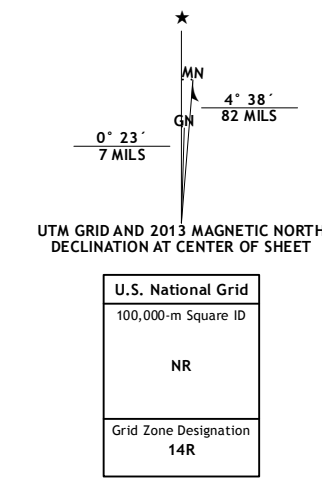 ★
MN
4° 38´
82 MILS
GN
0° 23´
7 MILS
UTM GRID AND 2013 MAGNETIC NORTH
DECLINATION AT CENTER OF SHEET
U.S. National Grid
100,000-m Square ID
NR
Grid Zone Designation
14R